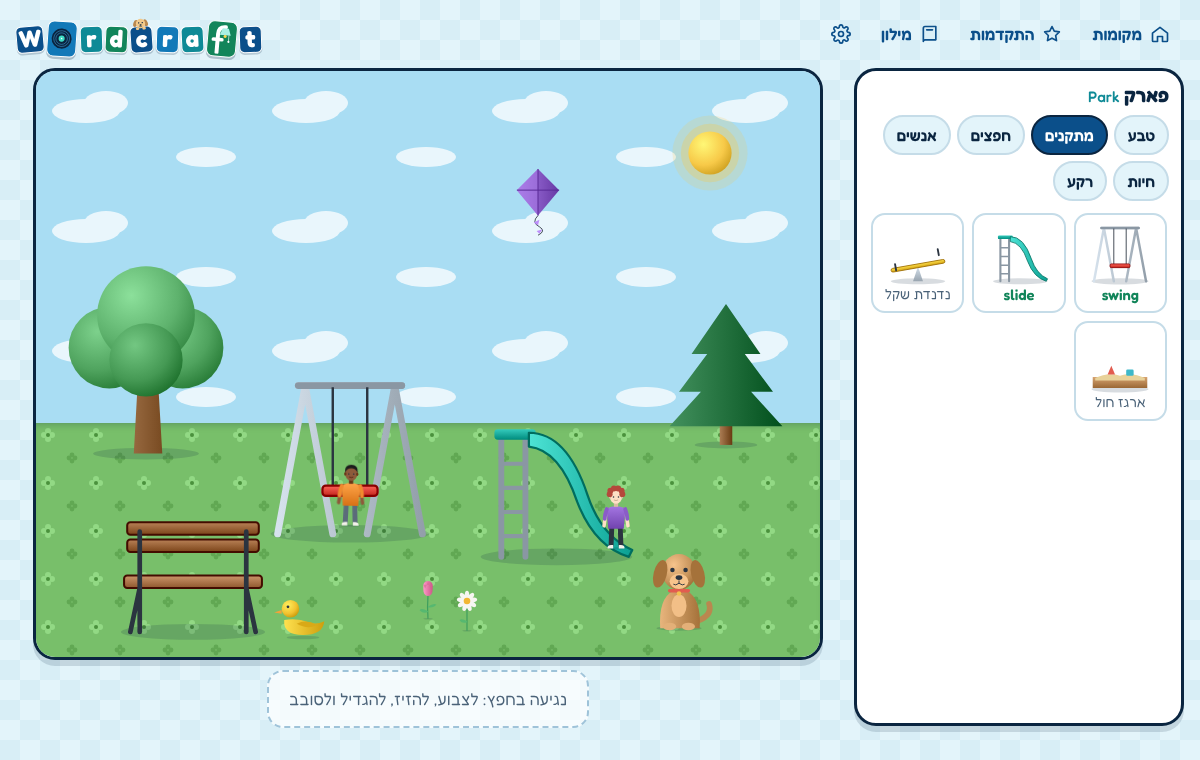 Wordcraft
מקומות
התקדמות
מילון
פארק Park
טבע
מתקנים
חפצים
אנשים
חיות
רקע
swing
slide
נדנדת שקל
ארגז חול
נגיעה בחפץ: לצבוע, להזיז, להגדיל ולסובב